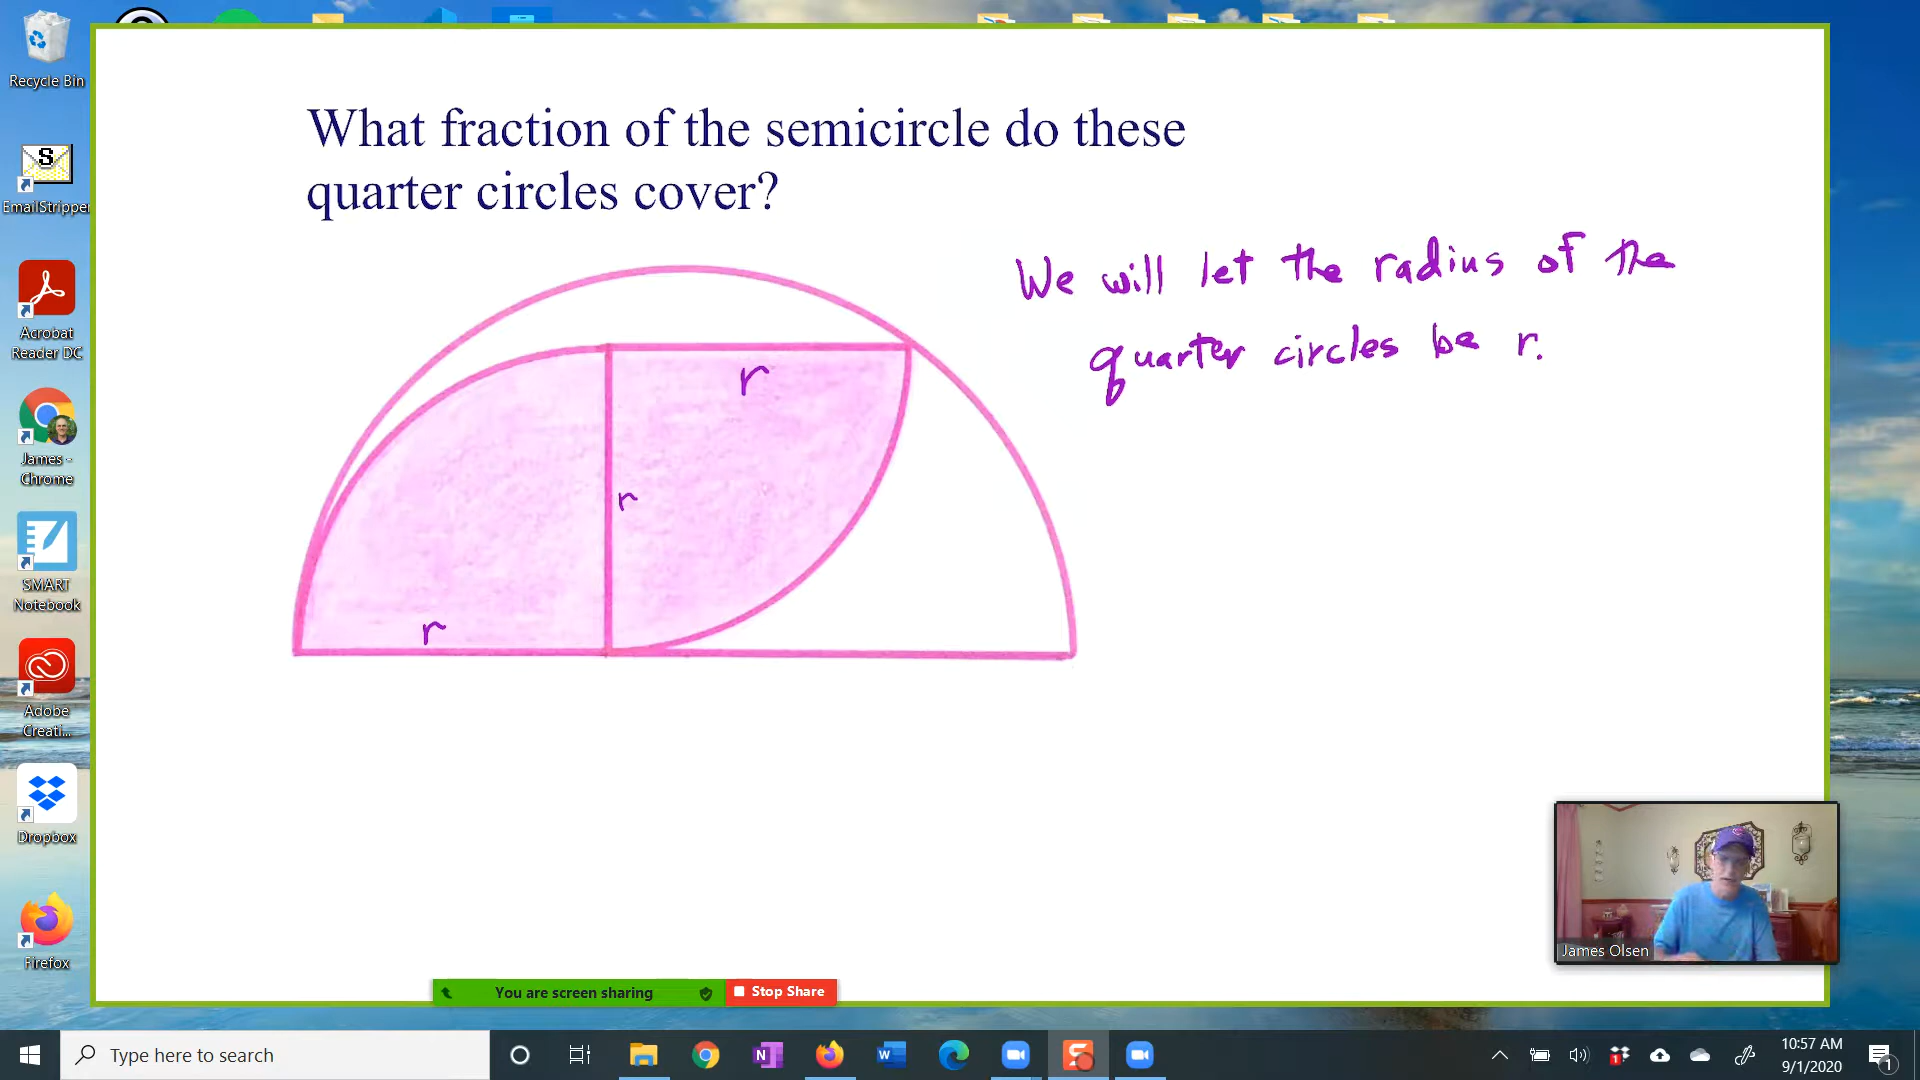 Recycle Bin
EmailStripper
Acrobat
Reader DC
James -
Chrome
SMART
Notebook
Adobe
Creati...
Dropbox
Firefox
What fraction of the semicircle do these
quarter circles cover?
We will let the radius of the
quarter circles be r.
r
r
r
James Olsen
You are screen sharing
Stop Share
Type here to search
10:57 AM
9/1/2020
1
1